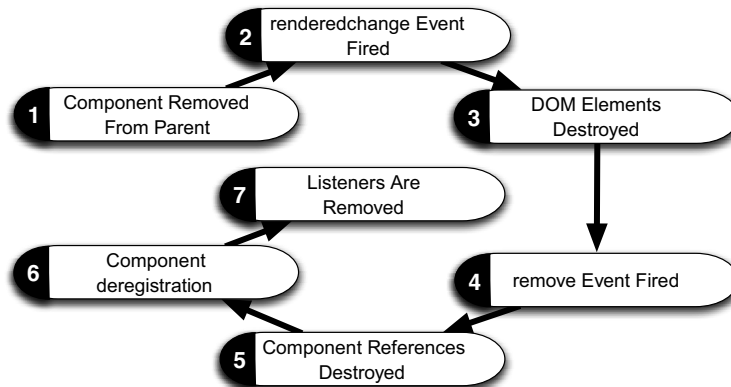 1
Component Removed
From Parent
2
renderedchange Event
Fired
3
DOM Elements
Destroyed
4
remove Event Fired
5
Component References
Destroyed
6
Component
deregistration
7
Listeners Are
Removed